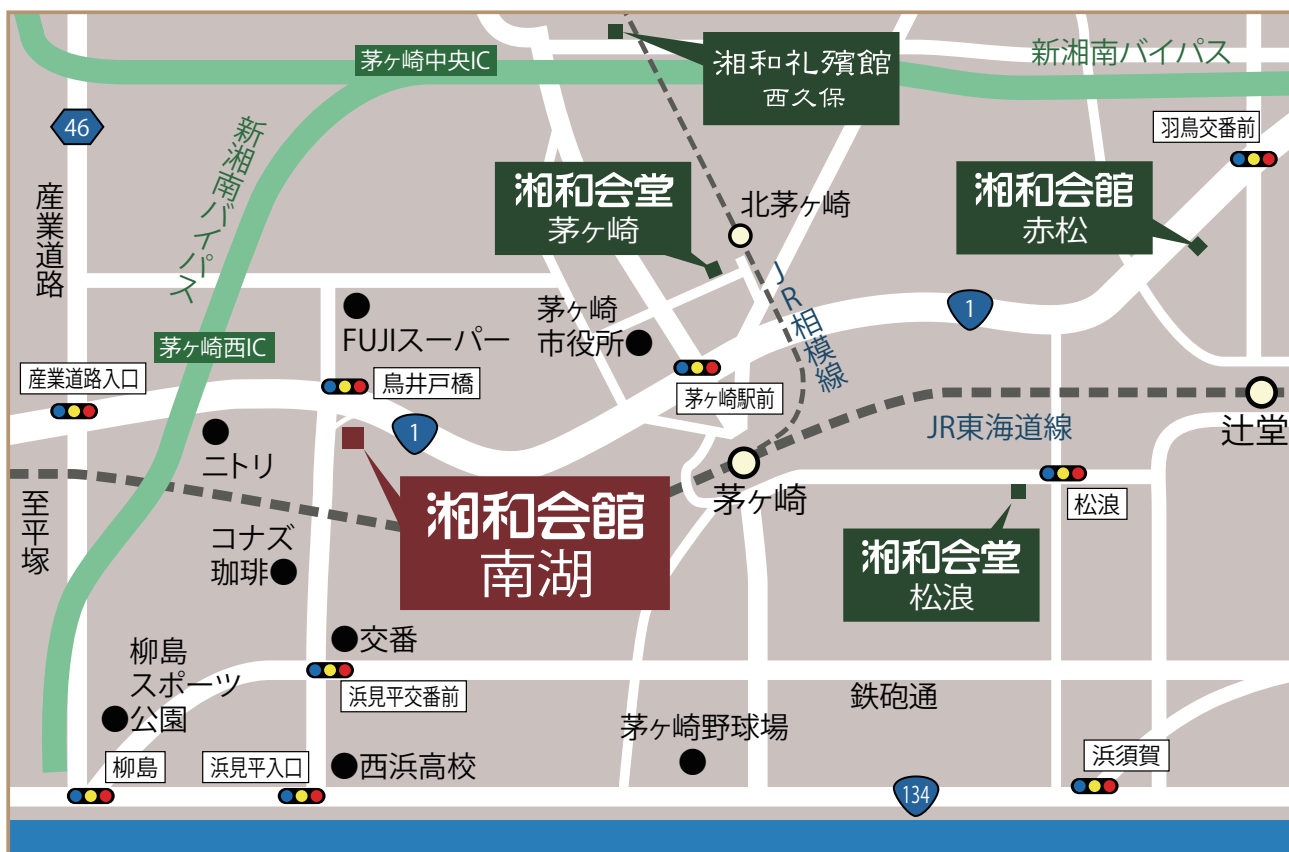 茅ヶ崎中央IC
湘和礼殯館
西久保
新湘南バイパス
46
羽鳥交番前
新湘南バイパス
産業道路
湘和会堂
茅ヶ崎
北茅ヶ崎
湘和会館
赤松
JR相模線
FUJIスーパー
茅ヶ崎
市役所
1
茅ヶ崎西IC
産業道路入口
鳥井戸橋
茅ヶ崎駅前
1
JR東海道線
辻堂
ニトリ
茅ヶ崎
湘和会館
南湖
松浪
至平塚
コナズ
珈琲
湘和会堂
松浪
交番
柳島
スポーツ
公園
浜見平交番前
鉄砲通
茅ヶ崎野球場
柳島
浜見平入口
西浜高校
浜須賀
134